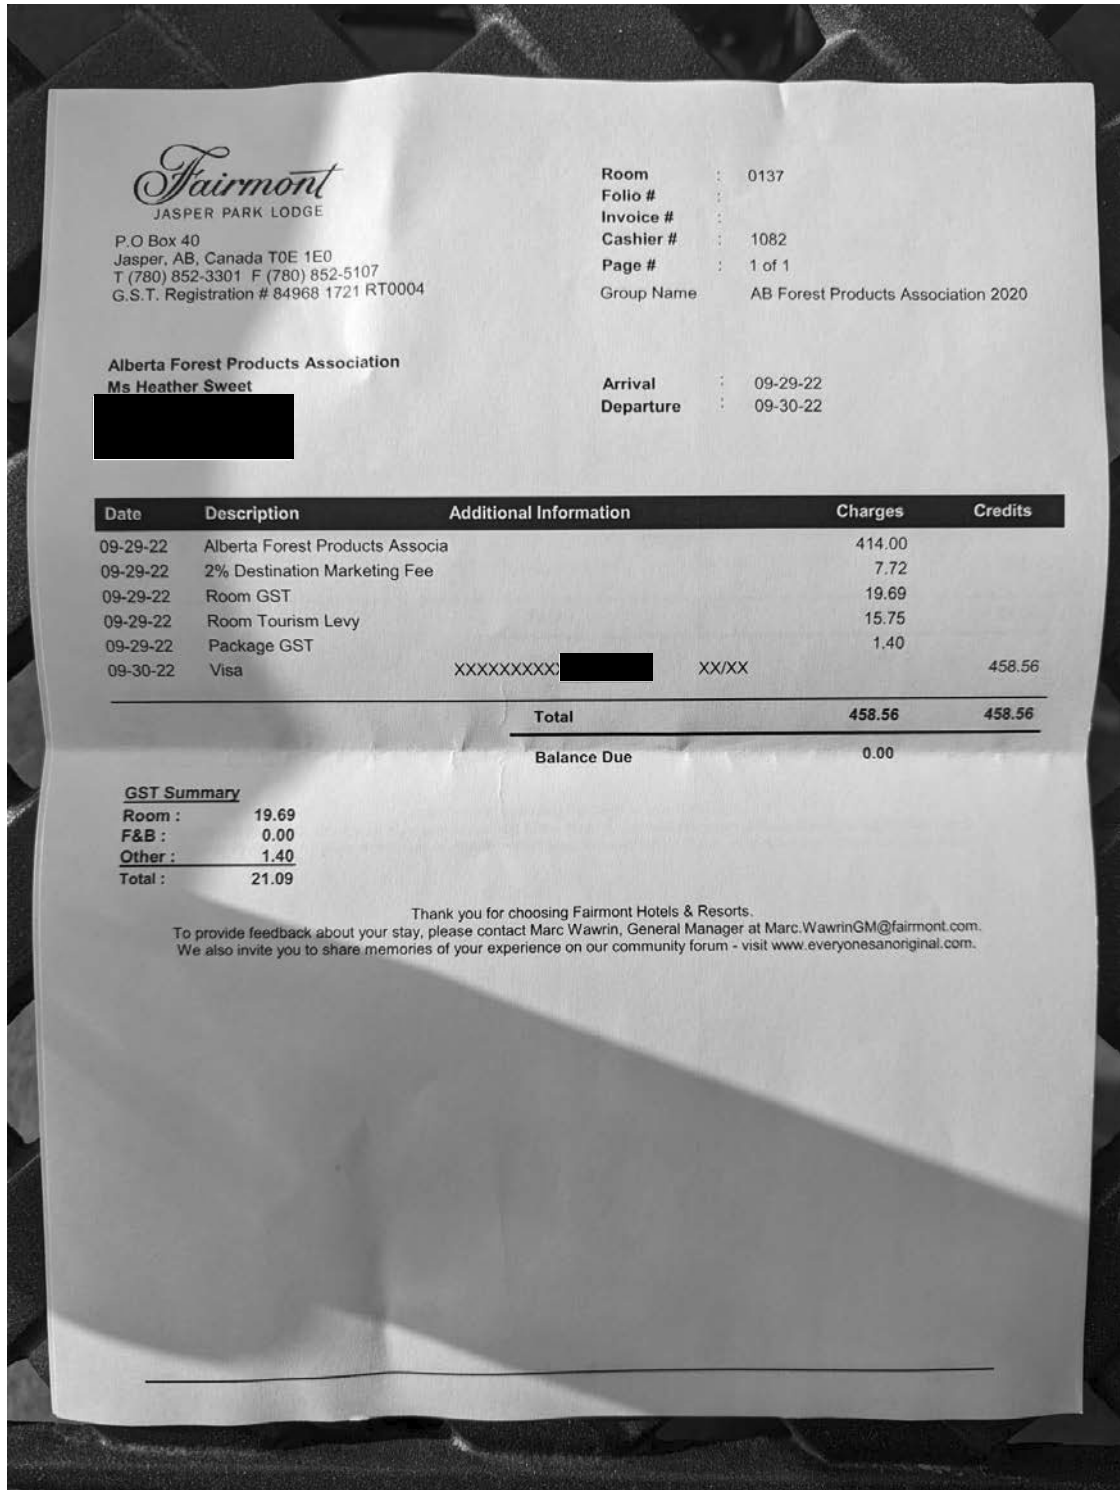 Fairmont
JASPER PARK LODGE
P.O Box 40
Jasper, AB, Canada T0E 1E0
T (780) 852-3301 F (780) 852-5107
G.S.T. Registration # 84968 1721 RT0004
Room : 0137
Folio # :
Invoice # :
Cashier # : 1082
Page # : 1 of 1
Group Name AB Forest Products Association 2020
Alberta Forest Products Association
Ms Heather Sweet
Arrival : 09-29-22
Departure : 09-30-22
Date Description Additional Information Charges Credits
09-29-22 Alberta Forest Products Associa 414.00
09-29-22 2% Destination Marketing Fee 7.72
09-29-22 Room GST 19.69
09-29-22 Room Tourism Levy 15.75
09-29-22 Package GST 1.40
09-30-22 Visa XXXXXXXXXX XX/XX 458.56
Total 458.56 458.56
Balance Due 0.00
GST Summary
Room : 19.69
F&B : 0.00
Other : 1.40
Total : 21.09
Thank you for choosing Fairmont Hotels & Resorts.
To provide feedback about your stay, please contact Marc Wawrin, General Manager at Marc.WawrinGM@fairmont.com.
We also invite you to share memories of your experience on our community forum - visit www.everyonesanoriginal.com.